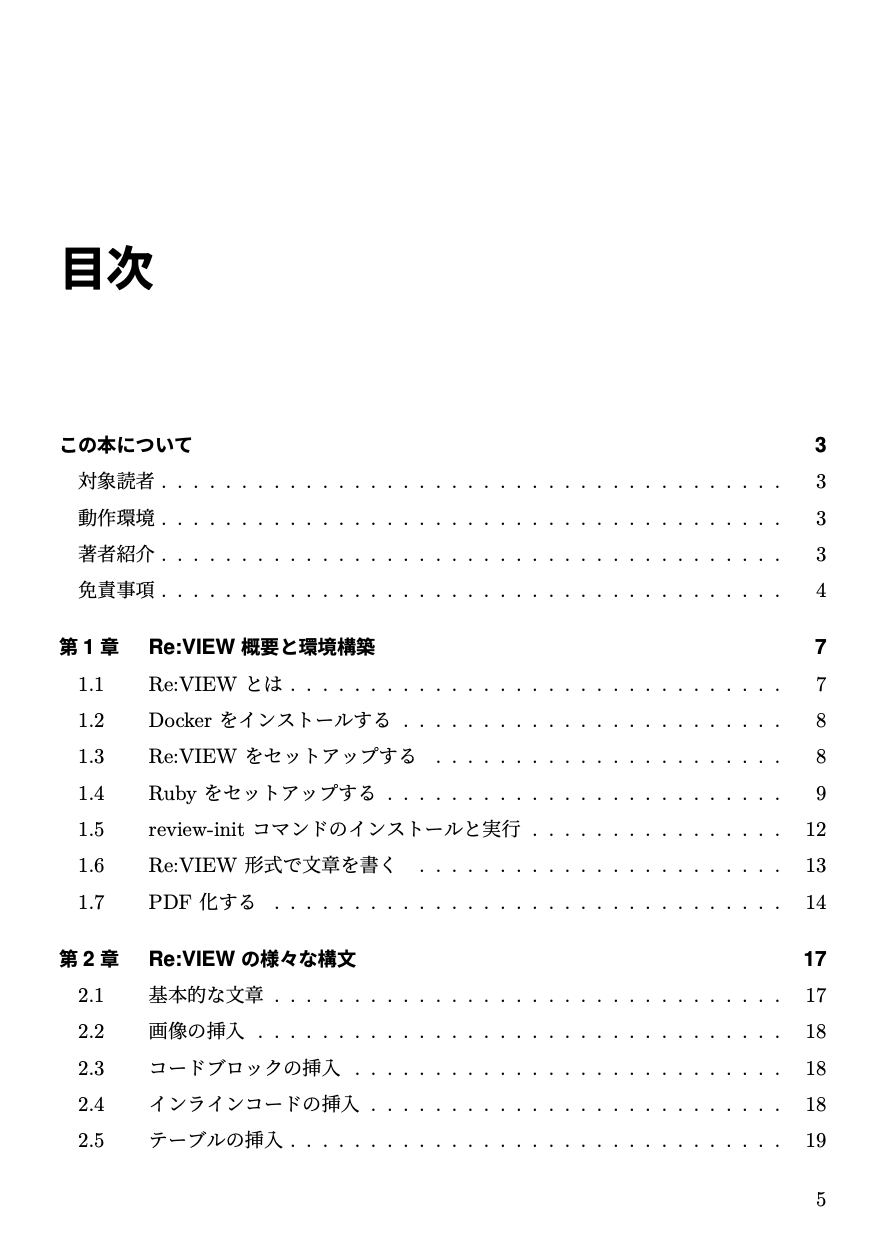 目次
この本について 3
対象読者 . . . . . . . . . . . . . . . . . . . . . . . . . . . . . . . . . . . . . . . 3
動作環境 . . . . . . . . . . . . . . . . . . . . . . . . . . . . . . . . . . . . . . . 3
著者紹介 . . . . . . . . . . . . . . . . . . . . . . . . . . . . . . . . . . . . . . . 3
免責事項 . . . . . . . . . . . . . . . . . . . . . . . . . . . . . . . . . . . . . . . 4
第 1 章 Re:VIEW 概要と環境構築 7
1.1 Re:VIEW とは . . . . . . . . . . . . . . . . . . . . . . . . . . . . . . . 7
1.2 Docker をインストールする . . . . . . . . . . . . . . . . . . . . . . . . 8
1.3 Re:VIEW をセットアップする . . . . . . . . . . . . . . . . . . . . . . 8
1.4 Ruby をセットアップする . . . . . . . . . . . . . . . . . . . . . . . . . 9
1.5 review-init コマンドのインストールと実行 . . . . . . . . . . . . . . . . 12
1.6 Re:VIEW 形式で文章を書く . . . . . . . . . . . . . . . . . . . . . . . 13
1.7 PDF 化する . . . . . . . . . . . . . . . . . . . . . . . . . . . . . . . . 14
第 2 章 Re:VIEW の様々な構文 17
2.1 基本的な文章 . . . . . . . . . . . . . . . . . . . . . . . . . . . . . . . . 17
2.2 画像の挿入 . . . . . . . . . . . . . . . . . . . . . . . . . . . . . . . . . 18
2.3 コードブロックの挿入 . . . . . . . . . . . . . . . . . . . . . . . . . . . 18
2.4 インラインコードの挿入 . . . . . . . . . . . . . . . . . . . . . . . . . . 18
2.5 テーブルの挿入 . . . . . . . . . . . . . . . . . . . . . . . . . . . . . . . 19
5